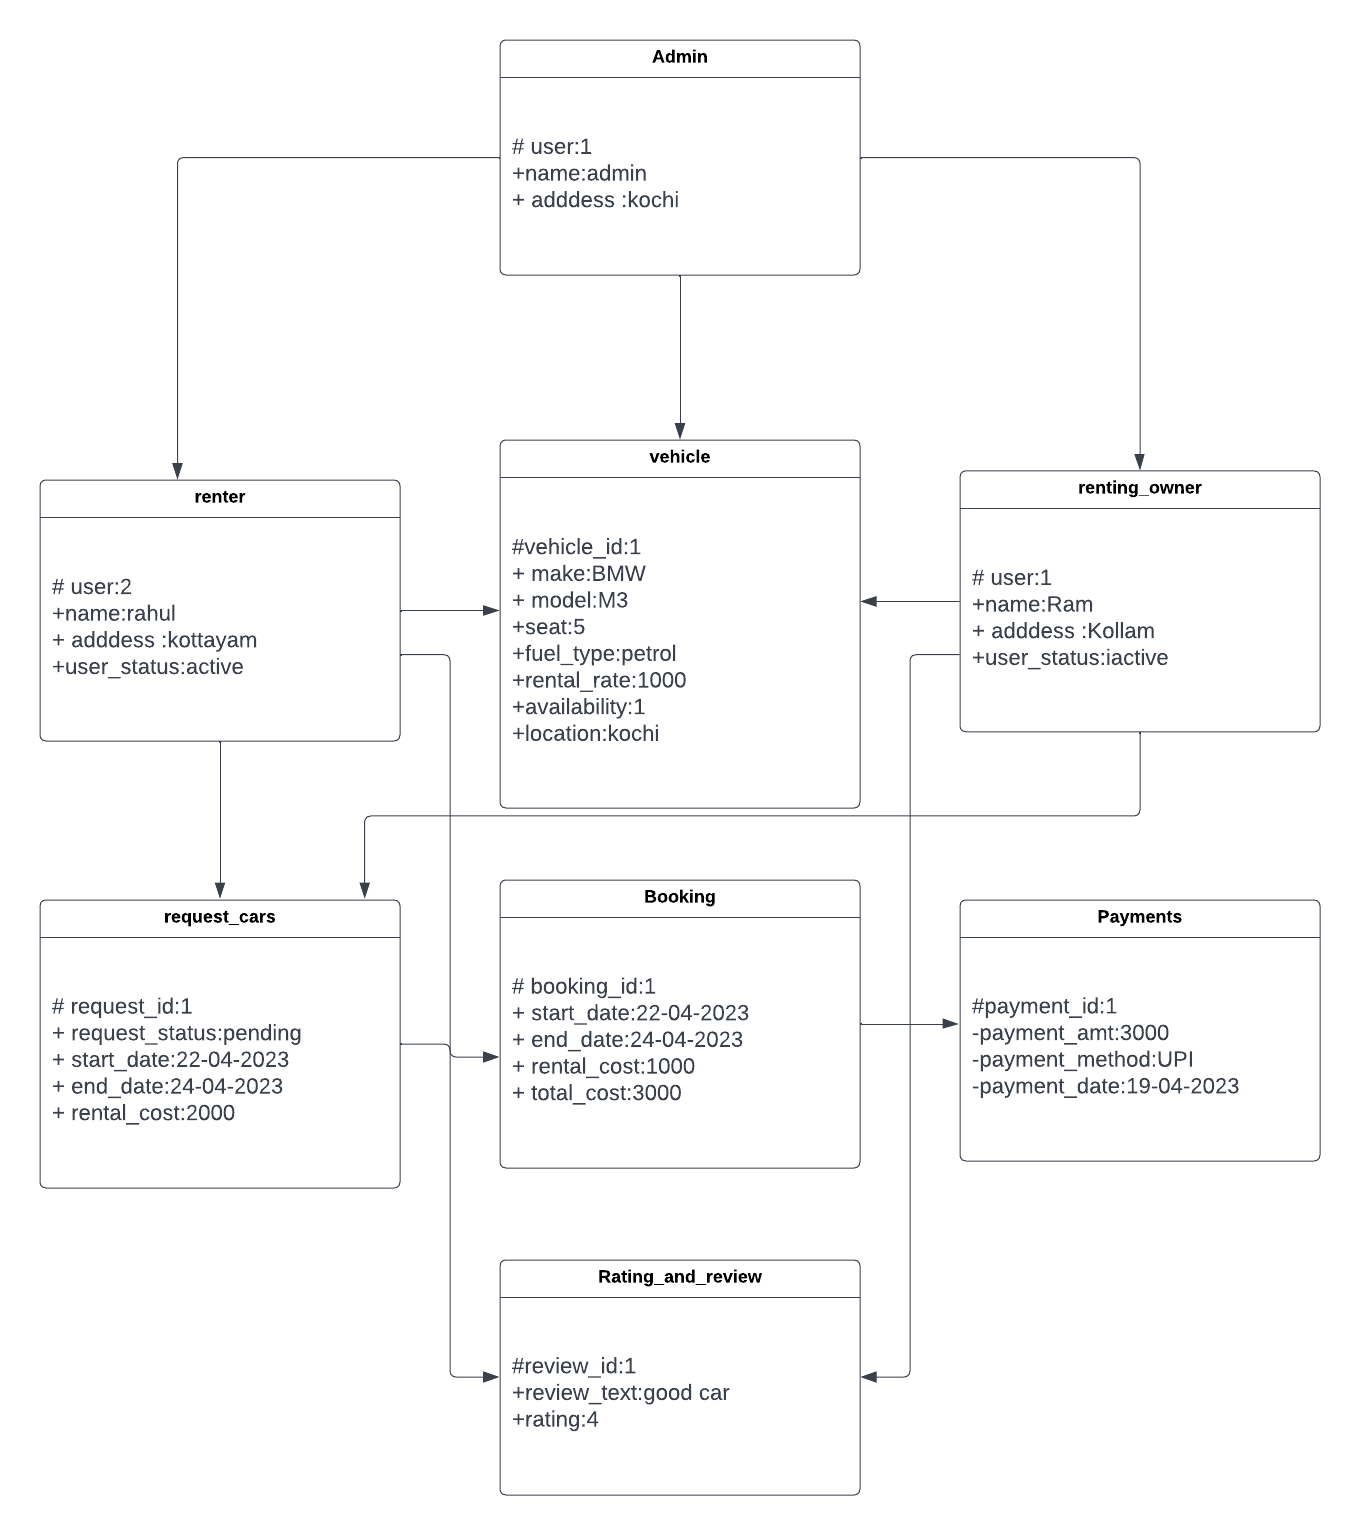 Admin
# user:1
+name:admin
+ adddess :kochi
renter
# user:2
+name:rahul
+ adddess :kottayam
+user_status:active
vehicle
#vehicle_id:1
+ make:BMW
+ model:M3
+seat:5
+fuel_type:petrol
+rental_rate:1000
+availability:1
+location:kochi
renting_owner
# user:1
+name:Ram
+ adddess :Kollam
+user_status:iactive
request_cars
# request_id:1
+ request_status:pending
+ start_date:22-04-2023
+ end_date:24-04-2023
+ rental_cost:2000
Booking
# booking_id:1
+ start_date:22-04-2023
+ end_date:24-04-2023
+ rental_cost:1000
+ total_cost:3000
Payments
#payment_id:1
-payment_amt:3000
-payment_method:UPI
-payment_date:19-04-2023
Rating_and_review
#review_id:1
+review_text:good car
+rating:4